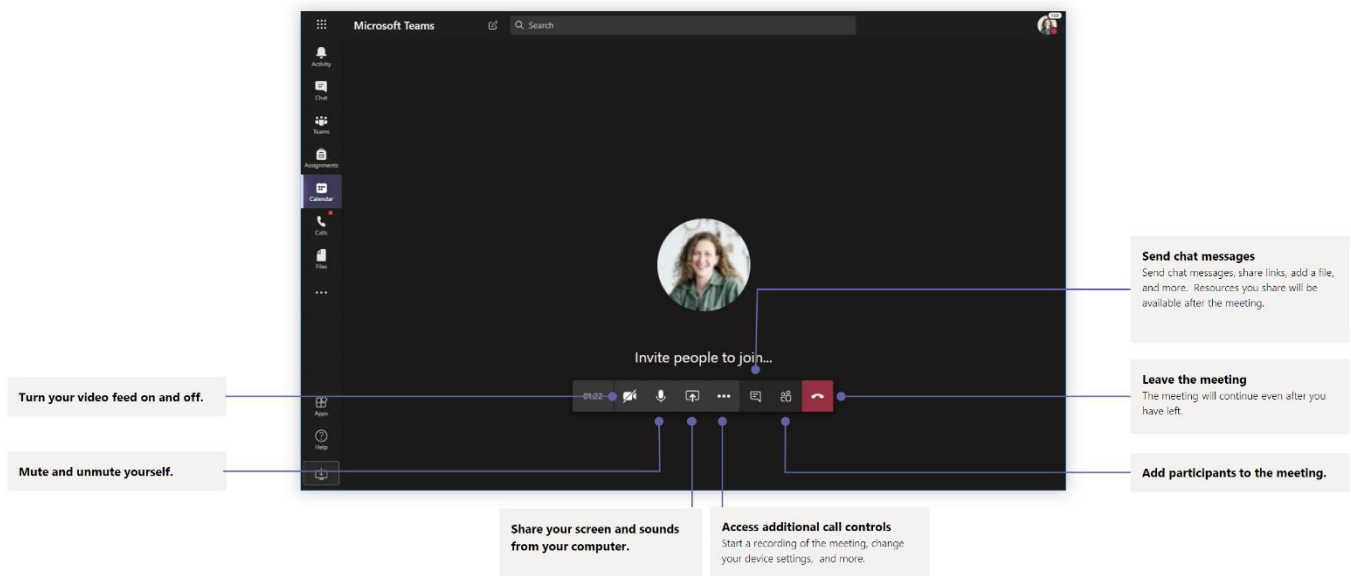 Microsoft Teams
Search
Activity
Chat
Teams
Assignments
Calendar
Calls
Files
Apps
Help
Invite people to join...
01:22
Turn your video feed on and off.
Mute and unmute yourself.
Share your screen and sounds
from your computer.
Access additional call controls
Start a recording of the meeting, change
your device settings,  and more.
Send chat messages
Send chat messages, share links, add a file,
and more.  Resources you share will be
available after the meeting.
Leave the meeting
The meeting will continue even after you
have left.
Add participants to the meeting.